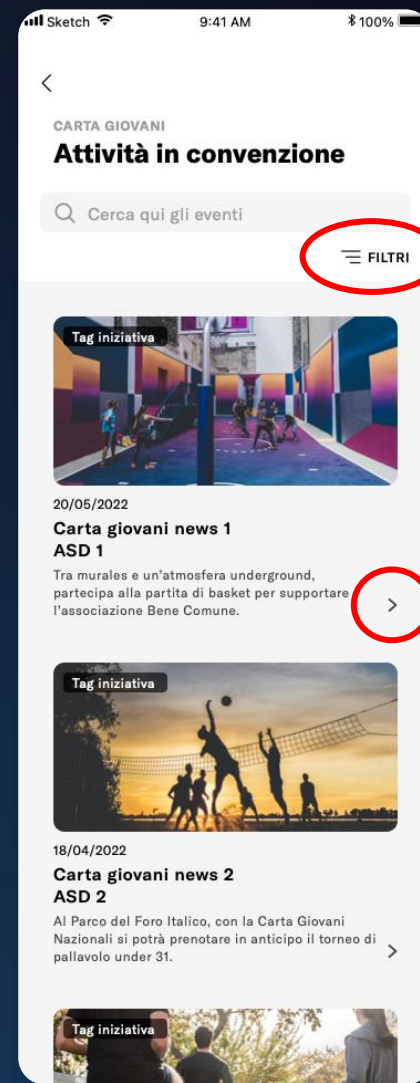 Sketch 9:41 AM 100%
CARTA GIOVANI
Attività in convenzione
Cerca qui gli eventi
FILTRI
Tag iniziativa
20/05/2022
Carta giovani news 1
ASD 1
Tra murales e un'atmosfera underground,
partecipa alla partita di basket per supportare
l'associazione Bene Comune.
Tag iniziativa
18/04/2022
Carta giovani news 2
ASD 2
Al Parco del Foro Italico, con la Carta Giovani
Nazionali si potrà prenotare in anticipo il torneo di
pallavolo under 31.
Tag iniziativa